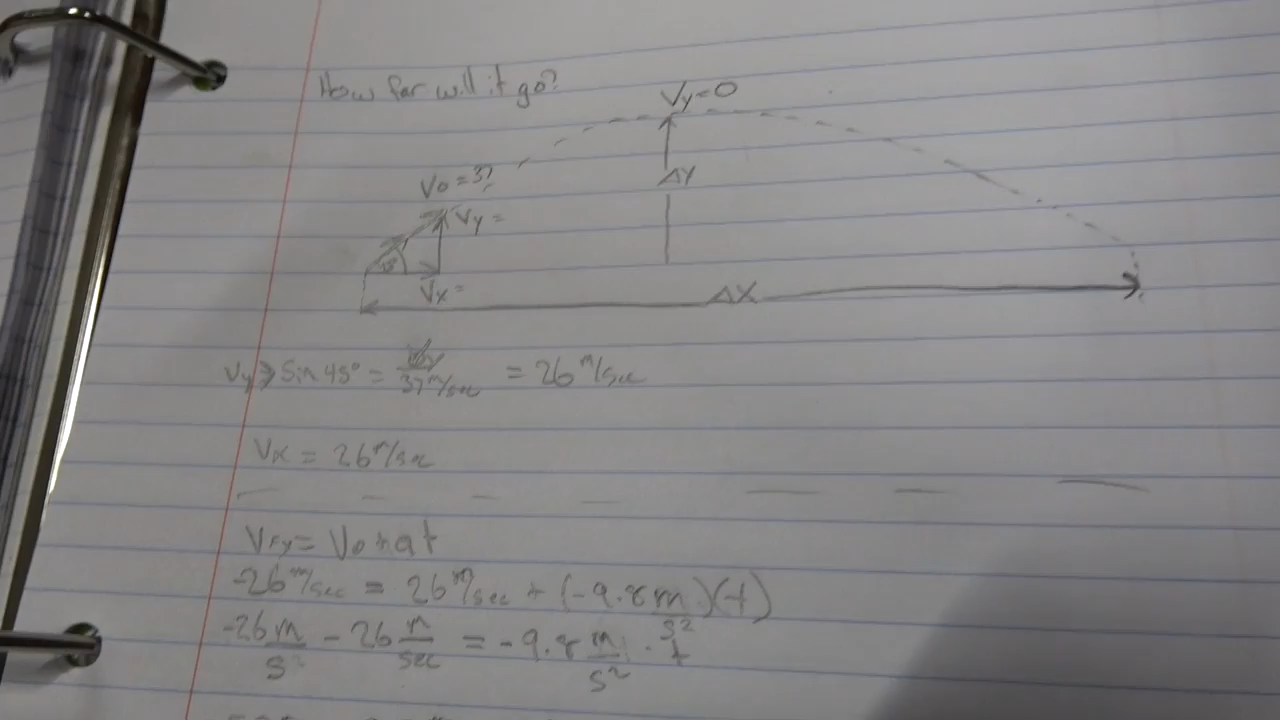 How far will it go?
Vy=0
Vo=37
ΔY
Vy=
45°
Vx=
ΔX
Vy Sin 45° = 37 m/sec = 26 m/sec
Vx = 26 m/sec
Vfy = Vo + at
-26 m/sec = 26 m/sec + (-9.8 m/s²)(t)
-26 m/s² - 26 m/sec = -9.8 m/s² · t